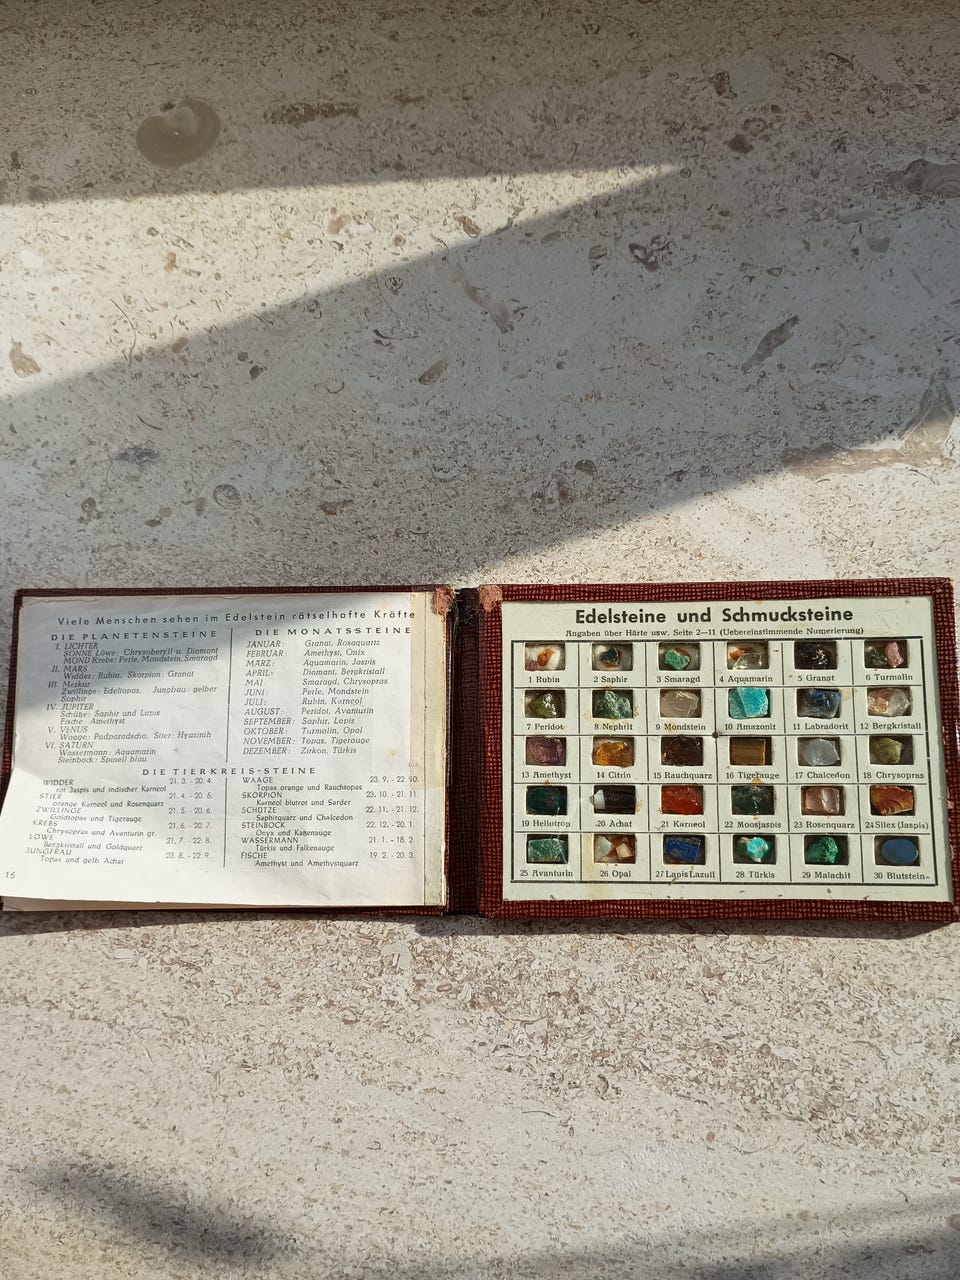 Viele Menschen sehen im Edelstein rätselhafte Kräfte
DIE PLANETENSTEINE
I. LICHTER
SONNE Löwe: Chrysoberyll u. Diamant
MOND Krebs: Perle, Mondstein, Smaragd
II. MARS
Widder: Rubin. Skorpion: Granat
III. Merkur
Zwillinge: Edeltopas. Jungfrau: gelber
Saphir
IV. JUPITER
Schütze: Saphir und Lapis
Fische: Amethyst
V. VENUS
Waage: Padparadscha, Stier: Hyazinth
VI. SATURN
Wassermann: Aquamarin
Steinbock: Spinell blau
DIE MONATSSTEINE
JANUAR: Granat, Rosaquartz
FEBRUAR: Amethyst, Onix
MÄRZ: Aquamarin, Jaspis
APRIL: Diamant, Bergkristall
MAI Smaragd, Chrysopras
JUNI: Perle, Mondstein
JULI: Rubin, Karneol
AUGUST: Peridot, Avanturin
SEPTEMBER: Saphir, Lapis
OKTOBER: Turmalin, Opal
NOVEMBER: Topas, Tigerauge
DEZEMBER: Zirkon, Türkis
DIE TIERKREIS-STEINE
WIDDER 21. 3. - 20. 4.
rot Jaspis und indischer Karneol
STIER 21. 4. - 20. 5.
orange Karneol und Rosenquarz
ZWILLINGE 21. 5. - 20. 6.
Goldtopas und Tigerauge
KREBS 21. 6. - 20. 7.
Chrysopras und Avanturin gr.
LÖWE 21. 7. - 22. 8.
Bergkristall und Goldquarz
JUNGFRAU 23. 8. - 22. 9.
Topas und gelb Achat
WAAGE 23. 9. - 22. 10.
Topas orange und Rauchtopas
SKORPION 23. 10. - 21. 11.
Karneol blutrot und Sarder
SCHÜTZE 22. 11. - 21. 12.
Saphirquarz und Chalcedon
STEINBOCK 22. 12. - 20. 1.
Onyx und Katzenauge
WASSERMANN 21. 1. - 18. 2.
Türkis und Falkenauge
FISCHE 19. 2. - 20. 3.
Amethyst und Amethystquarz
16
Edelsteine und Schmucksteine
Angaben über Härte usw. Seite 2—11 (Uebereinstimmende Numerierung)
1 Rubin 2 Saphir 3 Smaragd 4 Aquamarin 5 Granat 6 Turmalin
7 Peridot 8 Nephrit 9 Mondstein 10 Amazonit 11 Labradorit 12 Bergkristall
13 Amethyst 14 Citrin 15 Rauchquarz 16 Tigerauge 17 Chalcedon 18 Chrysopras
19 Heliotrop 20 Achat 21 Karneol 22 Moosjaspis 23 Rosenquarz 24 Silex (Jaspis)
25 Avanturin 26 Opal 27 Lapis Lazuli 28 Türkis 29 Malachit 30 Blutstein